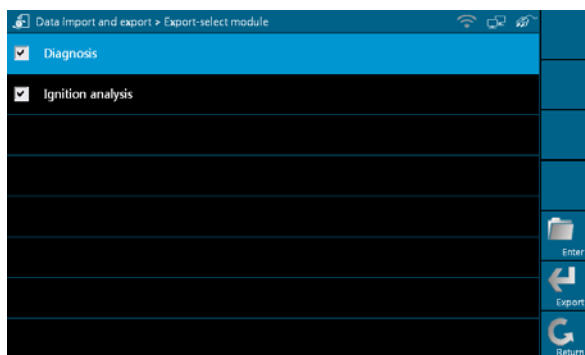 Data import and export > Export-select module
Diagnosis
Ignition analysis
Enter
Export
Return